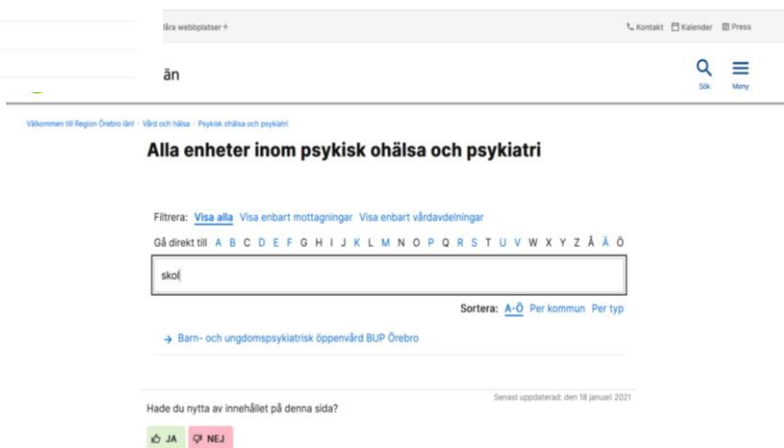 webbplatser +
Kontakt Kalender Press
än
Sök Meny
Välkommen till Region Örebro län! Vård och hälsa Psykisk ohälsa och psykiatri
Alla enheter inom psykisk ohälsa och psykiatri
Filtrera: Visa alla Visa enbart mottagningar Visa enbart vårdavdelningar
Gå direkt till A B C D E F G H I J K L M N O P Q R S T U V W X Y Z Å Ä Ö
skol
Sortera: A-Ö Per kommun Per typ
→ Barn- och ungdomspsykiatrisk öppenvård BUP Örebro
Senast uppdaterad: den 18 januari 2021
Hade du nytta av innehållet på denna sida?
JA NEJ